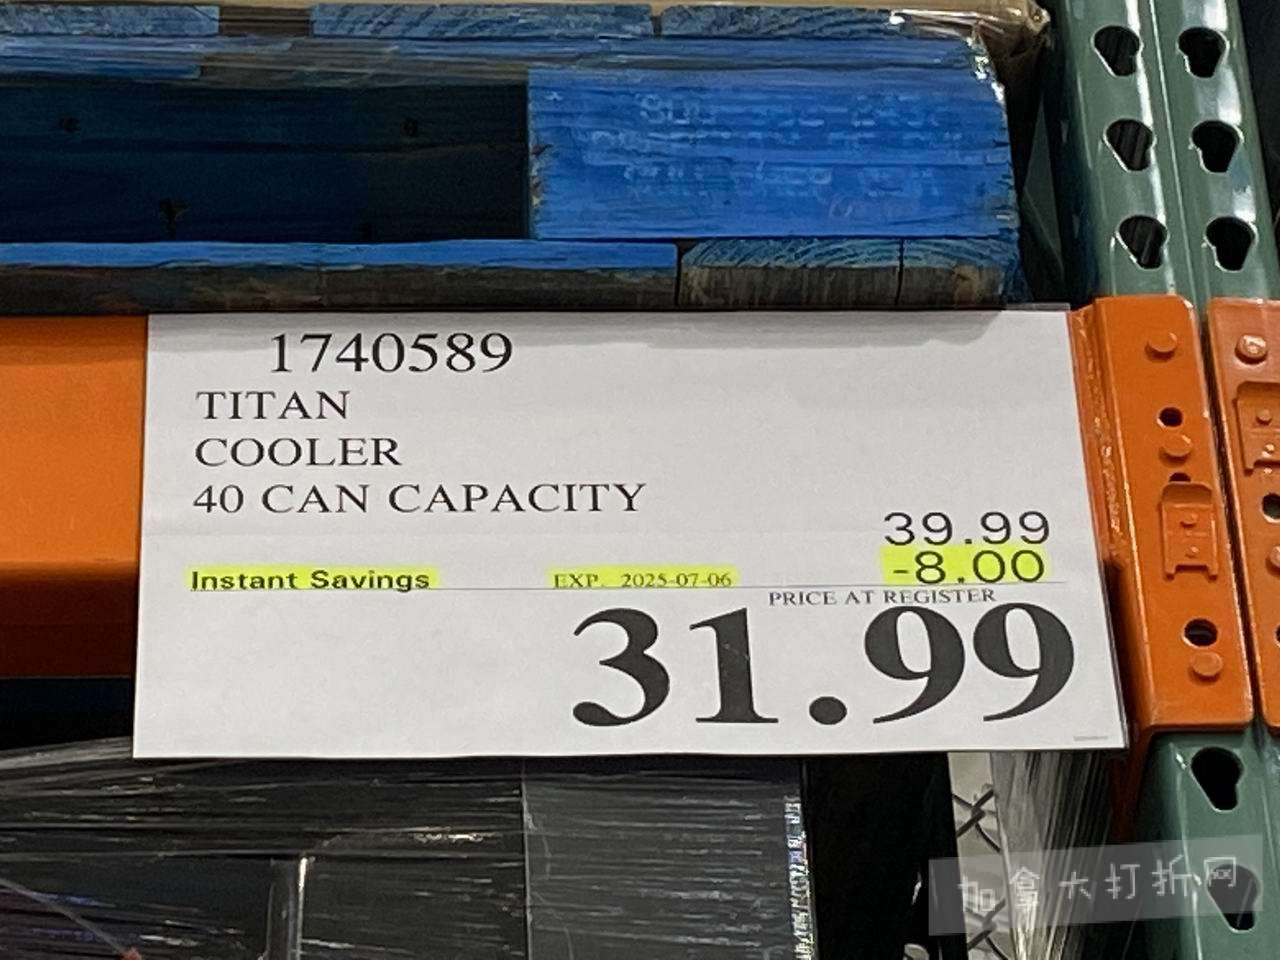 1740589
TITAN
COOLER
40 CAN CAPACITY
39.99
Instant Savings EXP. 2025-07-06 -8.00
PRICE AT REGISTER
31.99
加拿大打折网